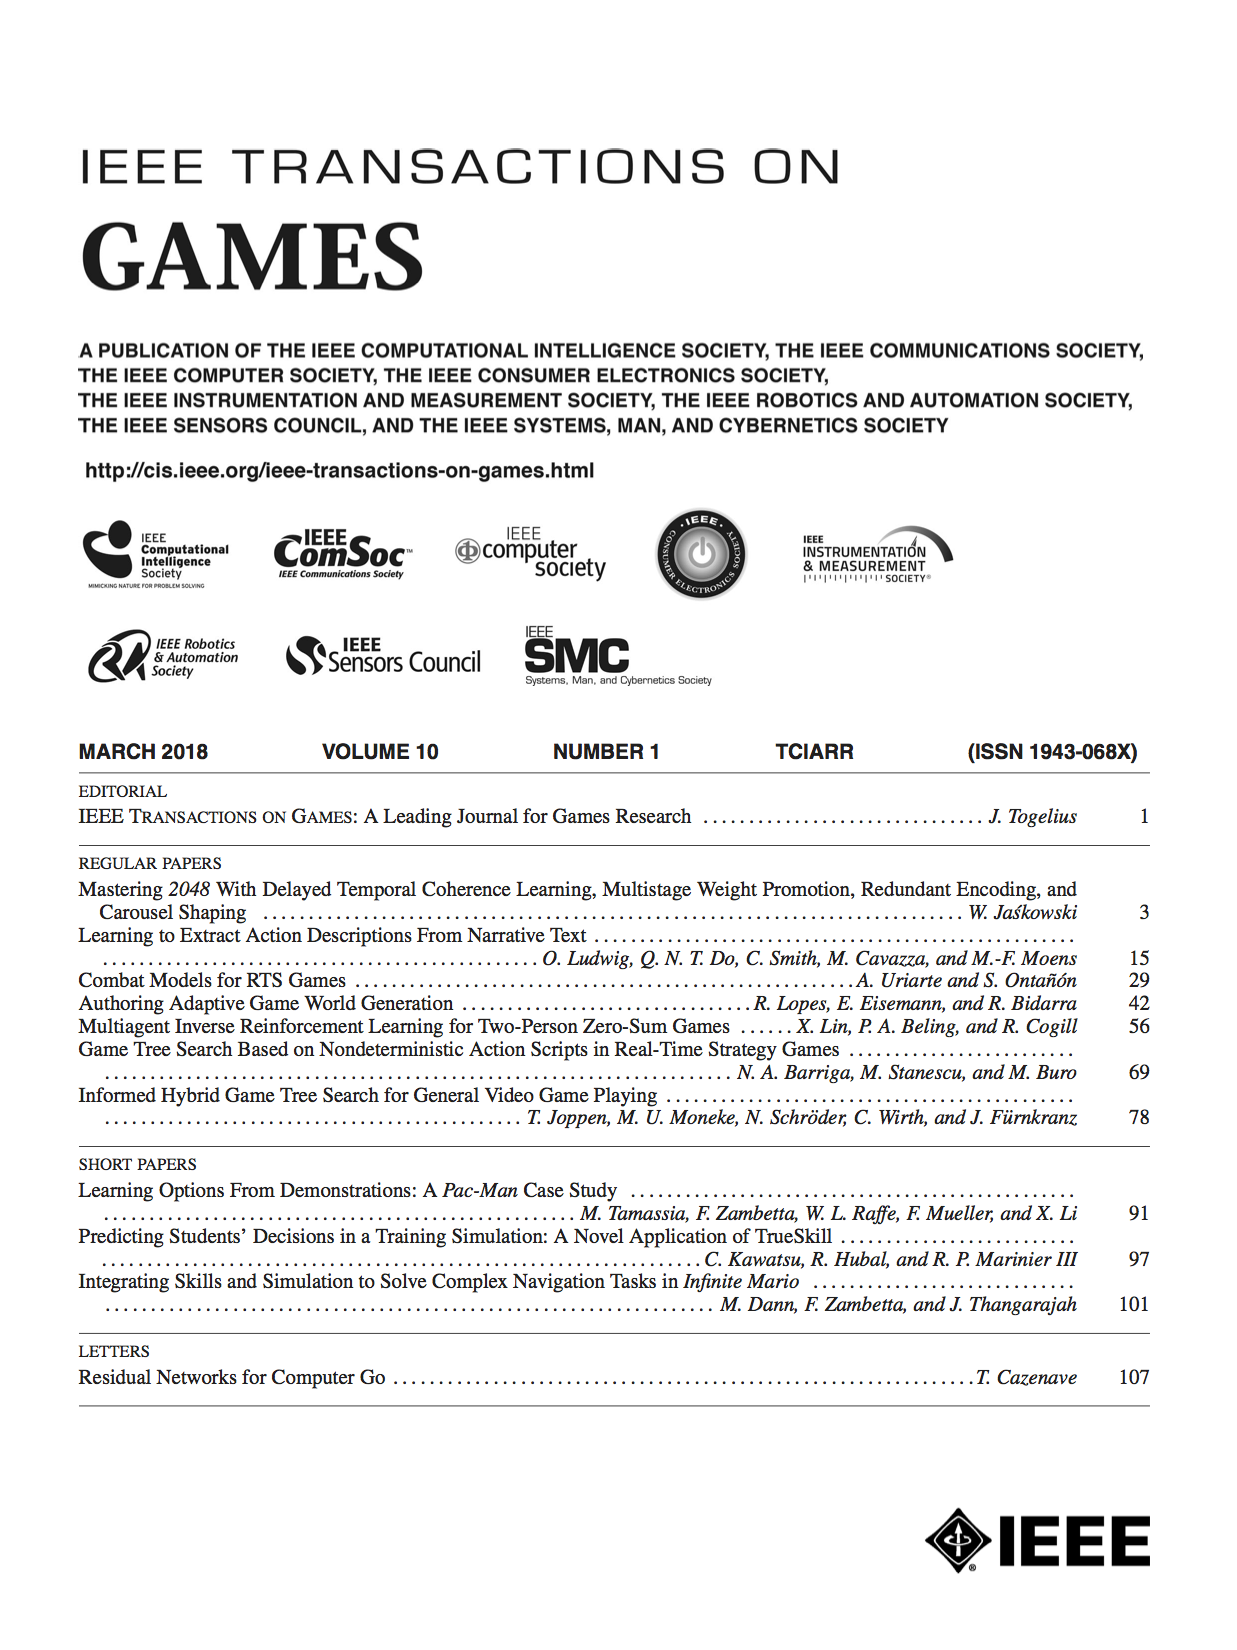 IEEE TRANSACTIONS ON
GAMES
A PUBLICATION OF THE IEEE COMPUTATIONAL INTELLIGENCE SOCIETY, THE IEEE COMMUNICATIONS SOCIETY,
THE IEEE COMPUTER SOCIETY, THE IEEE CONSUMER ELECTRONICS SOCIETY,
THE IEEE INSTRUMENTATION AND MEASUREMENT SOCIETY, THE IEEE ROBOTICS AND AUTOMATION SOCIETY,
THE IEEE SENSORS COUNCIL, AND THE IEEE SYSTEMS, MAN, AND CYBERNETICS SOCIETY
http://cis.ieee.org/ieee-transactions-on-games.html
IEEE
Computational
Intelligence
Society
MIMICKING NATURE FOR PROBLEM SOLVING
IEEE
ComSoc™
IEEE Communications Society
IEEE
computer
society
·IEEE·
CONSUMER ELECTRONICS SOCIETY
IEEE
INSTRUMENTATION
& MEASUREMENT
SOCIETY®
IEEE Robotics
& Automation
Society
IEEE
Sensors Council
IEEE
SMC
Systems, Man, and Cybernetics Society
MARCH 2018 VOLUME 10 NUMBER 1 TCIARR (ISSN 1943-068X)
EDITORIAL
IEEE TRANSACTIONS ON GAMES: A Leading Journal for Games Research .............................. J. Togelius 1
REGULAR PAPERS
Mastering 2048 With Delayed Temporal Coherence Learning, Multistage Weight Promotion, Redundant Encoding, and
Carousel Shaping .............................. W. Jaśkowski 3
Learning to Extract Action Descriptions From Narrative Text ..............................
.............................. O. Ludwig, Q. N. T. Do, C. Smith, M. Cavazza, and M.-F. Moens 15
Combat Models for RTS Games .............................. A. Uriarte and S. Ontañón 29
Authoring Adaptive Game World Generation .............................. R. Lopes, E. Eisemann, and R. Bidarra 42
Multiagent Inverse Reinforcement Learning for Two-Person Zero-Sum Games ...... X. Lin, P. A. Beling, and R. Cogill 56
Game Tree Search Based on Nondeterministic Action Scripts in Real-Time Strategy Games .........................
.............................. N. A. Barriga, M. Stanescu, and M. Buro 69
Informed Hybrid Game Tree Search for General Video Game Playing ..............................
.............................. T. Joppen, M. U. Moneke, N. Schröder, C. Wirth, and J. Fürnkranz 78
SHORT PAPERS
Learning Options From Demonstrations: A Pac-Man Case Study ..............................
.............................. M. Tamassia, F. Zambetta, W. L. Raffe, F. Mueller, and X. Li 91
Predicting Students’ Decisions in a Training Simulation: A Novel Application of TrueSkill ..........................
.............................. C. Kawatsu, R. Hubal, and R. P. Marinier III 97
Integrating Skills and Simulation to Solve Complex Navigation Tasks in Infinite Mario .............................
.............................. M. Dann, F. Zambetta, and J. Thangarajah 101
LETTERS
Residual Networks for Computer Go .............................. T. Cazenave 107
IEEE
®